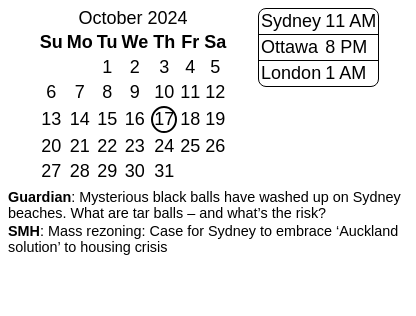 October 2024
Su Mo Tu We Th Fr Sa
1 2 3 4 5
6 7 8 9 10 11 12
13 14 15 16 17 18 19
20 21 22 23 24 25 26
27 28 29 30 31
Sydney 11 AM
Ottawa 8 PM
London 1 AM
Guardian: Mysterious black balls have washed up on Sydney
beaches. What are tar balls – and what's the risk?
SMH: Mass rezoning: Case for Sydney to embrace ‘Auckland
solution’ to housing crisis